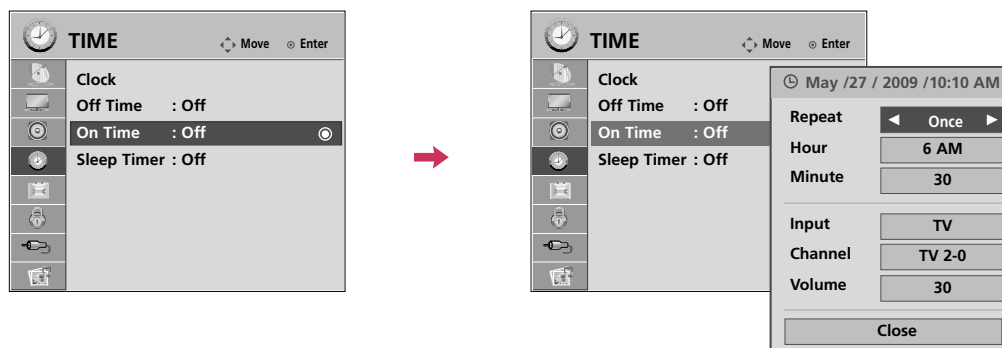 TIME Move Enter
Clock
Off Time : Off
On Time : Off
Sleep Timer : Off
TIME Move Enter
Clock
Off Time : Off
On Time : Off
Sleep Timer : Off
May /27 / 2009 /10:10 AM
Repeat ◀ Once ▶
Hour 6 AM
Minute 30
Input TV
Channel TV 2-0
Volume 30
Close